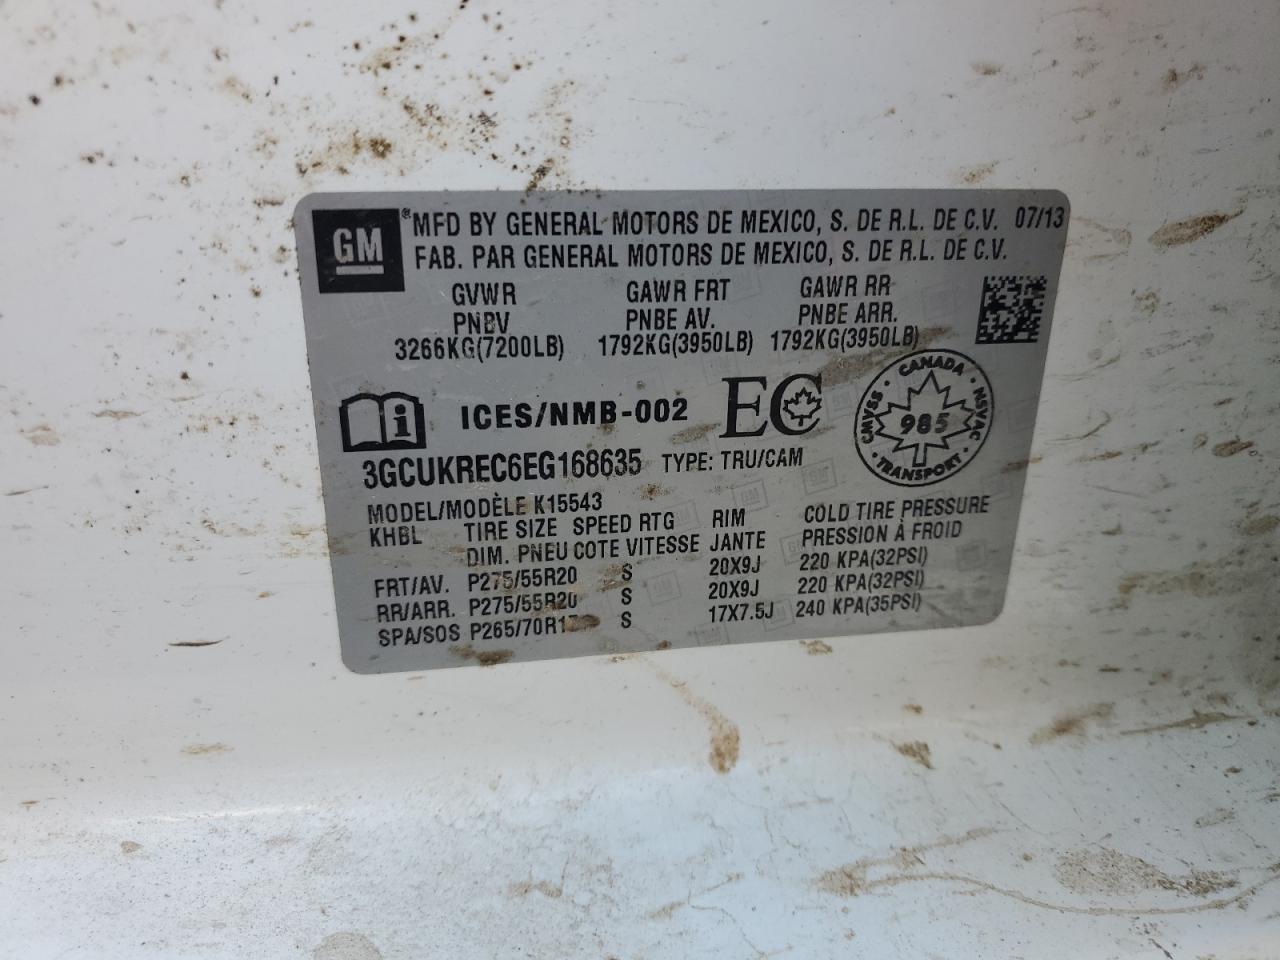 GM ® MFD BY GENERAL MOTORS DE MEXICO, S. DE R.L. DE C.V. 07/13
FAB. PAR GENERAL MOTORS DE MEXICO, S. DE R.L. DE C.V.
GVWR GAWR FRT GAWR RR
PNBV PNBE AV. PNBE ARR.
3266KG(7200LB) 1792KG(3950LB) 1792KG(3950LB)
i ICES/NMB-002 EC
CANADA
CMVSS 985 NSVAC
TRANSPORT
3GCUKREC6EG168635 TYPE: TRU/CAM
MODEL/MODÈLE K15543
KHBL TIRE SIZE SPEED RTG RIM COLD TIRE PRESSURE
DIM. PNEU COTE VITESSE JANTE PRESSION À FROID
FRT/AV. P275/55R20 S 20X9J 220 KPA(32PSI)
RR/ARR. P275/55R20 S 20X9J 220 KPA(32PSI)
SPA/SOS P265/70R17 S 17X7.5J 240 KPA(35PSI)